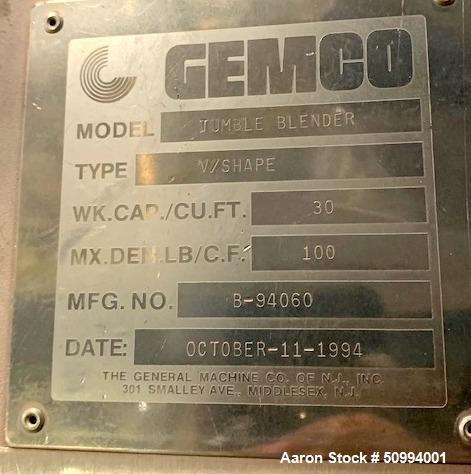 GEMCO
MODEL TUMBLE BLENDER
TYPE V/SHAPE
WK.CAP./CU.FT. 30
MX.DEN.LB/C.F. 100
MFG. NO. B-94060
DATE: OCTOBER-11-1994
THE GENERAL MACHINE CO. OF N.J., INC.
301 SMALLEY AVE., MIDDLESEX, N.J.
Aaron Stock # 50994001